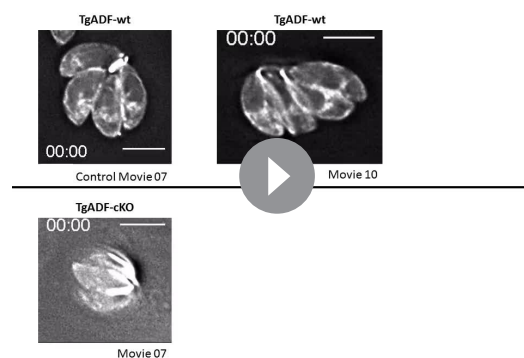 TgADF-wt
TgADF-wt
00:00
00:00
Control Movie 07
Movie 10
TgADF-cKO
00:00
Movie 07